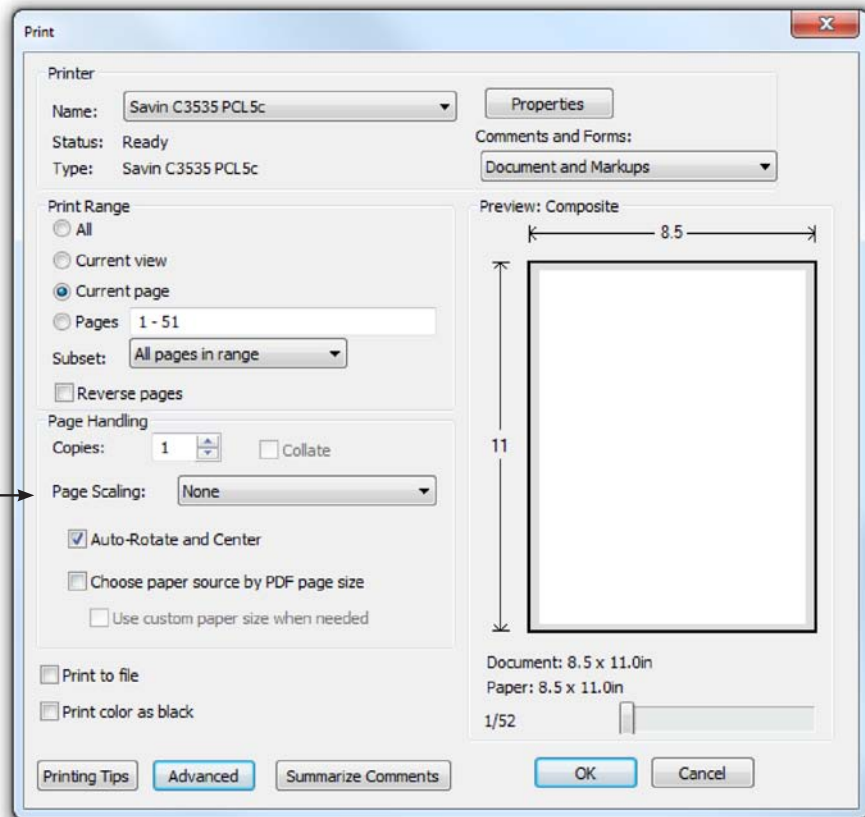 Print
Printer
Name: Savin C3535 PCL5c Properties
Status: Ready Comments and Forms:
Type: Savin C3535 PCL5c Document and Markups
Print Range
All
Current view
Current page
Pages 1 - 51
Subset: All pages in range
Reverse pages
Page Handling
Copies: 1 Collate
Page Scaling: None
Auto-Rotate and Center
Choose paper source by PDF page size
Use custom paper size when needed
Print to file
Print color as black
Preview: Composite
8.5
11
Document: 8.5 x 11.0in
Paper: 8.5 x 11.0in
1/52
Printing Tips Advanced Summarize Comments OK Cancel